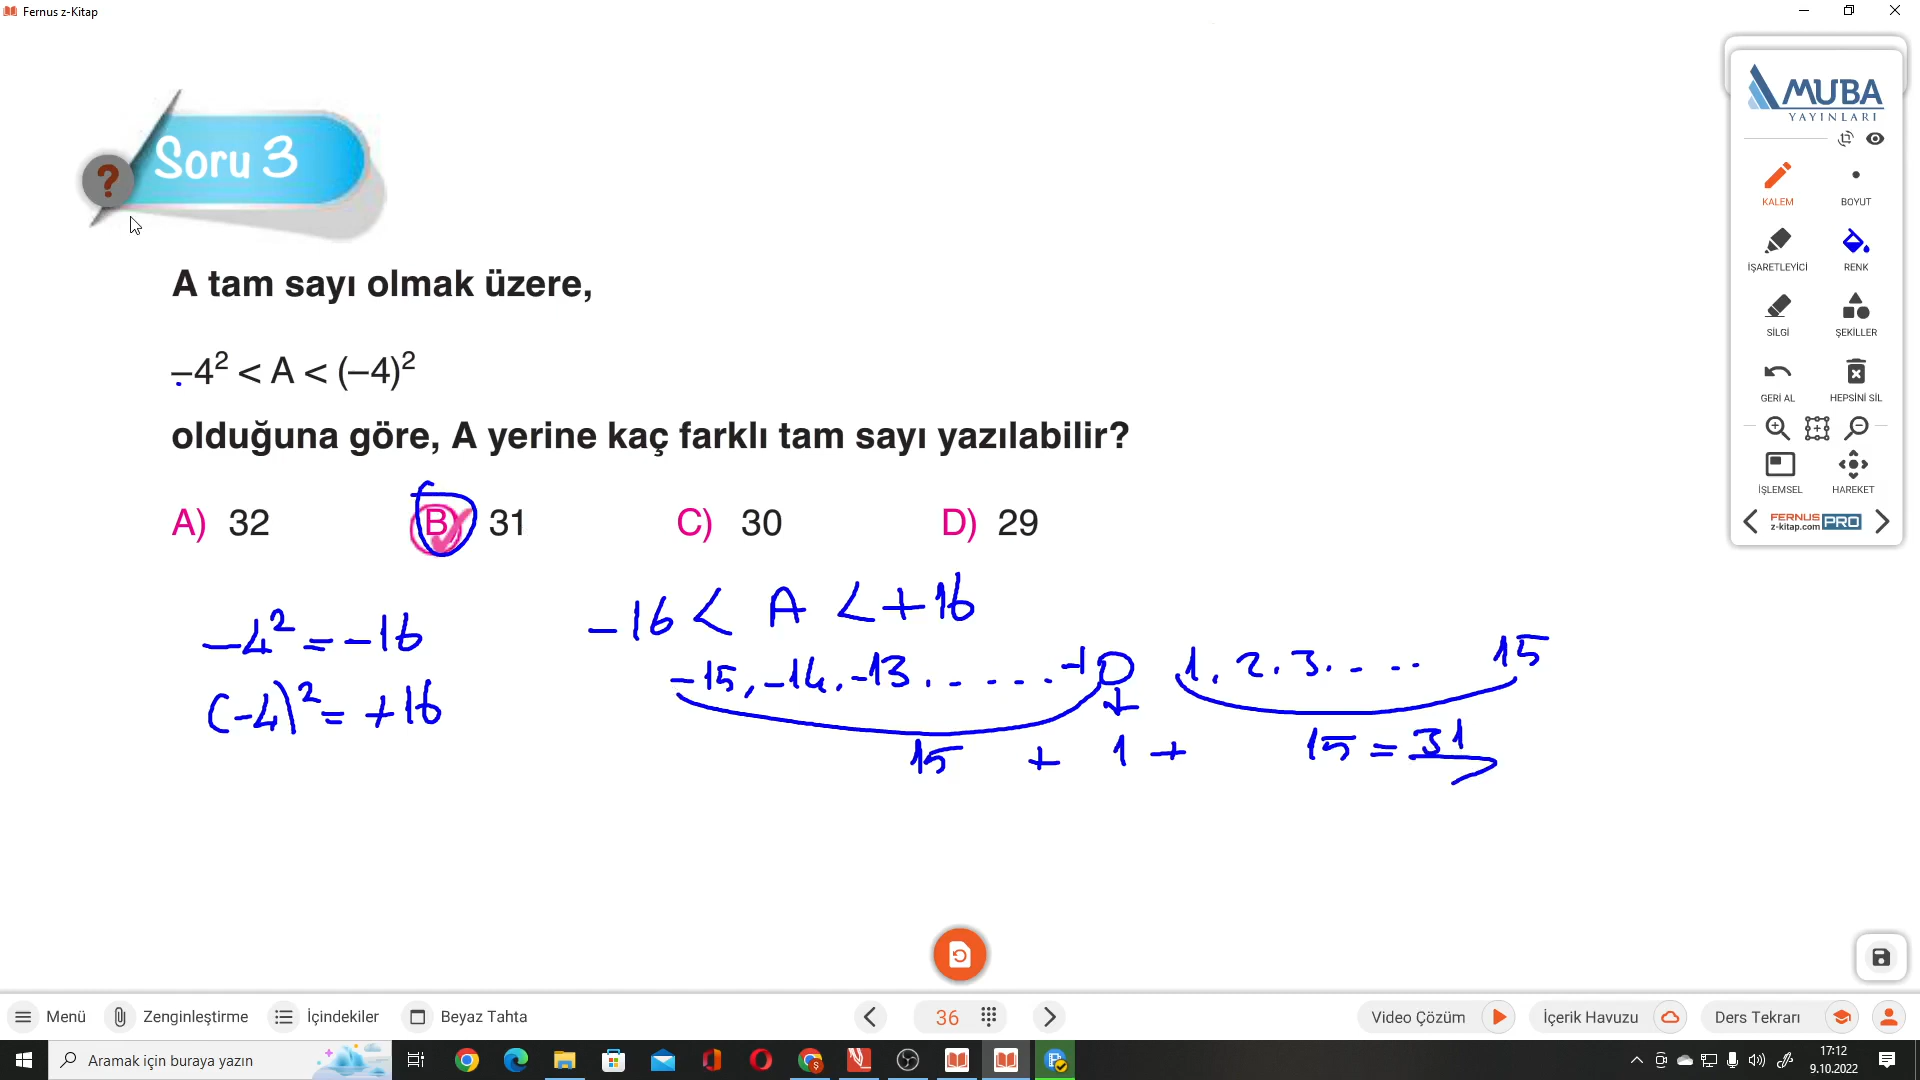 Fernus z-Kitap
MUBA
YAYINLARI
Soru 3
?
KALEM
BOYUT
İŞARETLEYİCİ
RENK
A tam sayı olmak üzere,
SİLGİ
ŞEKİLLER
−4² < A < (−4)²
GERİ AL
HEPSİNİ SİL
olduğuna göre, A yerine kaç farklı tam sayı yazılabilir?
İŞLEMSEL
HAREKET
A) 32 B) 31 C) 30 D) 29
FERNUS
z-kitap.com PRO
-16 < A < +16
-4² = -16
-15, -14, -13. ..... -1 0 1, 2. 3. .... 15
(-4)² = +16
15 + 1 + 15 = 31
Menü Zenginleştirme İçindekiler Beyaz Tahta 36 Video Çözüm İçerik Havuzu Ders Tekrarı
Aramak için buraya yazın
17:12
9.10.2022